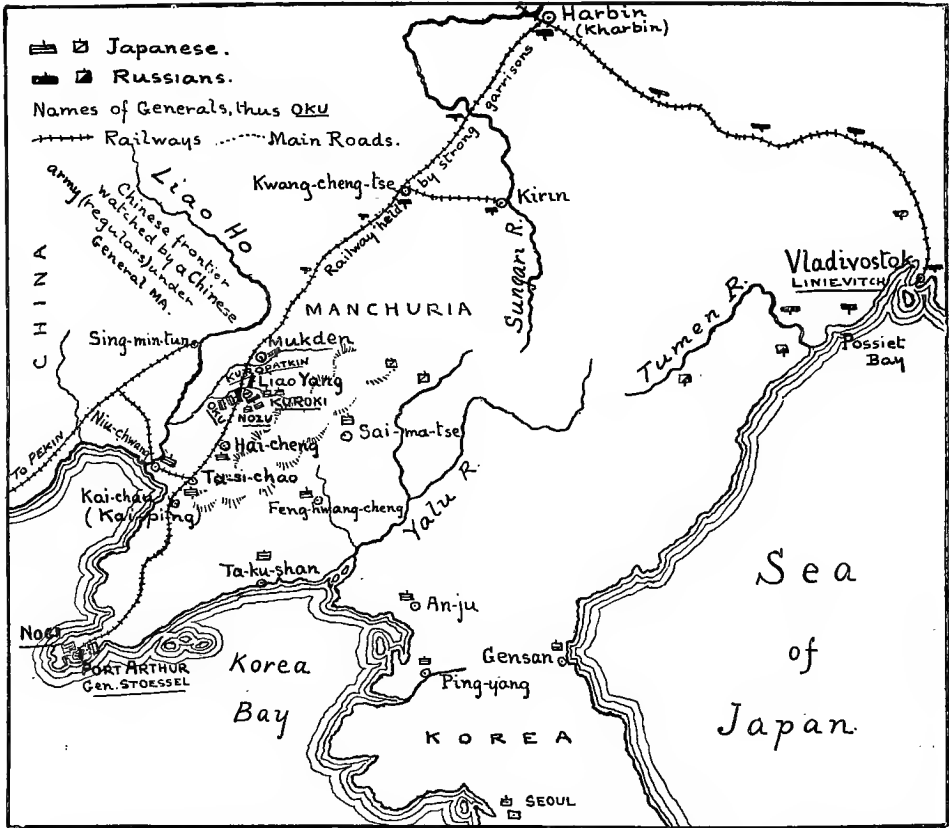 Harbin
(Kharbin)
Japanese.
Russians.
Names of Generals, thus OKU
Railways
Main Roads.
Liao Ho
Chinese frontier
watched by a Chinese
army (regulars) under
General MA.
CHINA
Railway held by strong garrisons
Kwang-cheng-tse
Kirin
Sungari R.
MANCHURIA
Vladivostok
LINIEVITCH
Possiet
Bay
Tumen R.
Sing-min-tun
Mukden
KUROPATKIN
Liao Yang
OKU
KUROKI
NOZU
Sai-ma-tse
Hai-cheng
Niu-chwang
TO PEKIN
Ta-si-chao
Kai-chau
(Kai-ping)
Feng-hwang-cheng
Yalu R.
Ta-ku-shan
An-ju
Gensan
Ping-yang
NOGI
PORT ARTHUR
Gen. STOESSEL
Korea
Bay
KOREA
SEOUL
Sea
of
Japan.